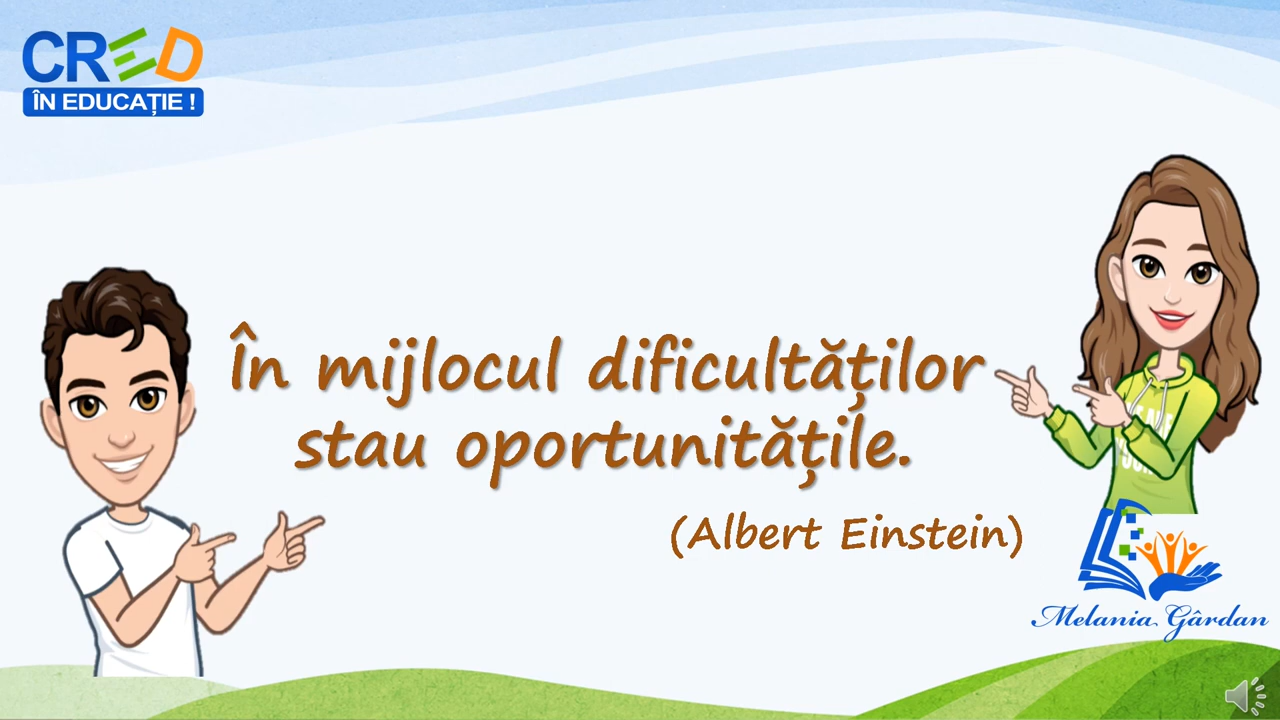 CRED
ÎN EDUCAȚIE !
În mijlocul dificultăților
stau oportunitățile.
(Albert Einstein)
Melania Gârdan